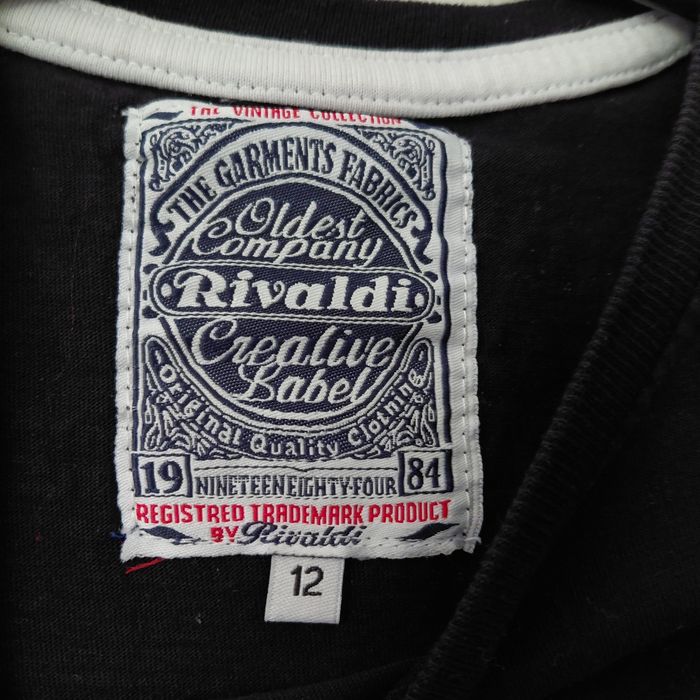 THE VINTAGE COLLECTION
THE GARMENTS FABRICS
Oldest
Company
Rivaldi
Creative
Label
Original Quality Clothing
19 NINETEEN EIGHTY-FOUR 84
REGISTRED TRADEMARK PRODUCT
BY Rivaldi
12